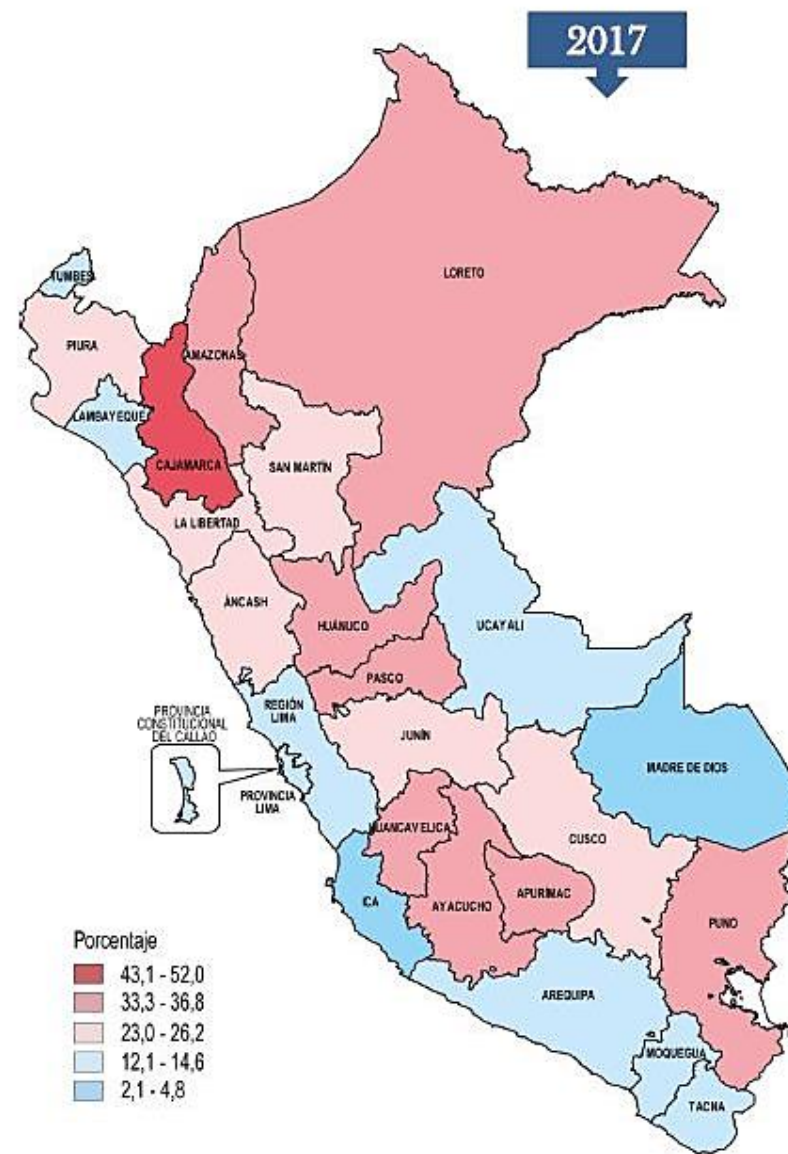 2017
LORETO
TUMBES
PIURA
AMAZONAS
LAMBAYEQUE
CAJAMARCA
SAN MARTÍN
LA LIBERTAD
ÁNCASH
HUÁNUCO
UCAYALI
PASCO
REGIÓN
LIMA
PROVINCIA
CONSTITUCIONAL
DEL CALLAO
JUNÍN
MADRE DE DIOS
PROVINCIA
LIMA
HUANCAVELICA
CUSCO
ICA
APURÍMAC
AYACUCHO
PUNO
AREQUIPA
MOQUEGUA
TACNA
Porcentaje
43,1 - 52,0
33,3 - 36,8
23,0 - 26,2
12,1 - 14,6
2,1 - 4,8